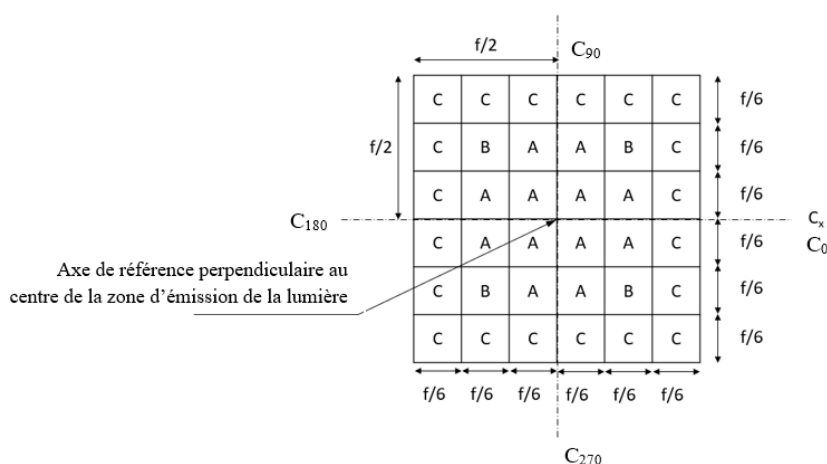 f/2
C90
C C C C C C f/6
f/2
C B A A B C f/6
C A A A A C f/6
C180
Cx
C0
C A A A A C f/6
Axe de référence perpendiculaire au
centre de la zone d'émission de la lumière
C B A A B C f/6
C C C C C C f/6
f/6 f/6 f/6 f/6 f/6 f/6
C270